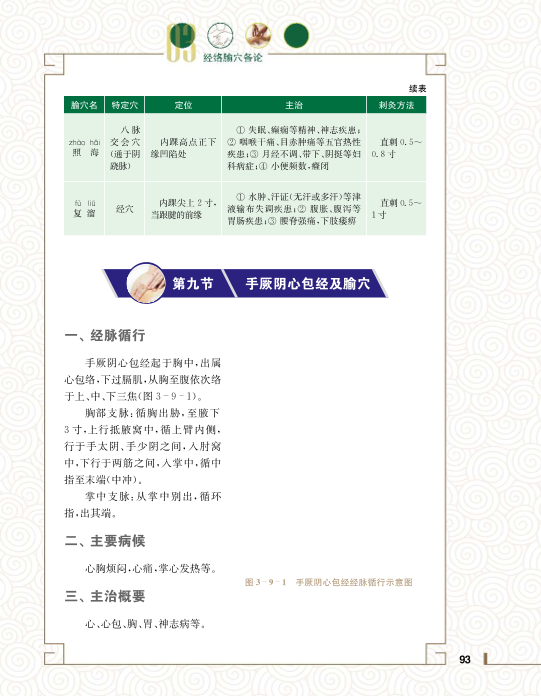 03
经络腧穴各论
续表
腧穴名 特定穴 定位 主治 刺灸方法
zhào hǎi
照 海
八脉
交会穴
(通于阴
跷脉)
内踝高点正下
缘凹陷处
① 失眠、癫痫等精神、神志疾患;
② 咽喉干痛、目赤肿痛等五官热性
疾患;③ 月经不调、带下、阴挺等妇
科病症;④ 小便频数,癃闭
直刺 0.5~
0.8 寸
fù liū
复 溜
经穴
内踝尖上 2 寸,
当跟腱的前缘
① 水肿、汗证(无汗或多汗)等津
液输布失调疾患;② 腹胀、腹泻等
胃肠疾患;③ 腰脊强痛,下肢痿痹
直刺 0.5~
1 寸
第九节 手厥阴心包经及腧穴
一、经脉循行
手厥阴心包经起于胸中,出属
心包络,下过膈肌,从胸至腹依次络
于上、中、下三焦(图 3-9-1)。
胸部支脉:循胸出胁,至腋下
3 寸,上行抵腋窝中,循上臂内侧,
行于手太阴、手少阴之间,入肘窝
中,下行于两筋之间,入掌中,循中
指至末端(中冲)。
掌中支脉:从掌中别出,循环
指,出其端。
二、主要病候
心胸烦闷,心痛,掌心发热等。
图 3-9-1 手厥阴心包经经脉循行示意图
三、主治概要
心、心包、胸、胃、神志病等。
93